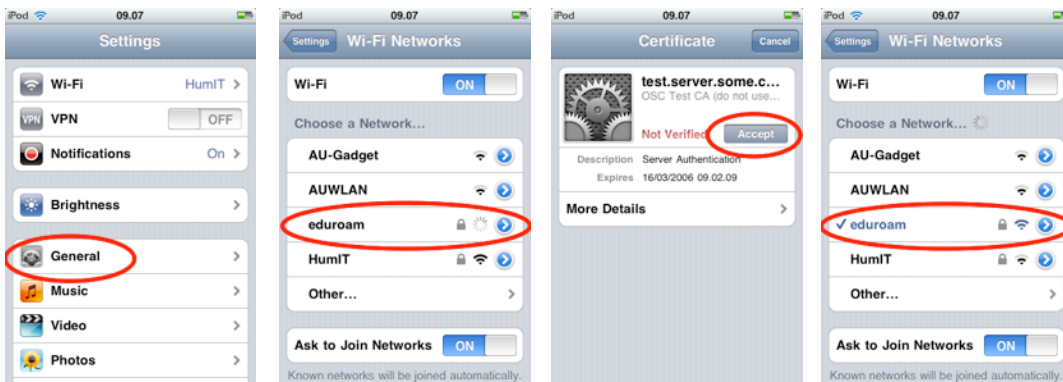 iPod 09.07
Settings
Wi-Fi HumIT
VPN VPN OFF
Notifications On
Brightness
General
Music
Video
Photos
iPod 09.07
Settings Wi-Fi Networks
Wi-Fi ON
Choose a Network...
AU-Gadget
AUWLAN
eduroam
HumIT
Other...
Ask to Join Networks ON
Known networks will be joined automatically.
iPod 09.07
Certificate Cancel
test.server.some.c...
OSC Test CA (do not use...
Not Verified Accept
Description Server Authentication
Expires 16/03/2006 09.02.09
More Details
iPod 09.07
Settings Wi-Fi Networks
Wi-Fi ON
Choose a Network...
AU-Gadget
AUWLAN
✓ eduroam
HumIT
Other...
Ask to Join Networks ON
Known networks will be joined automatically.